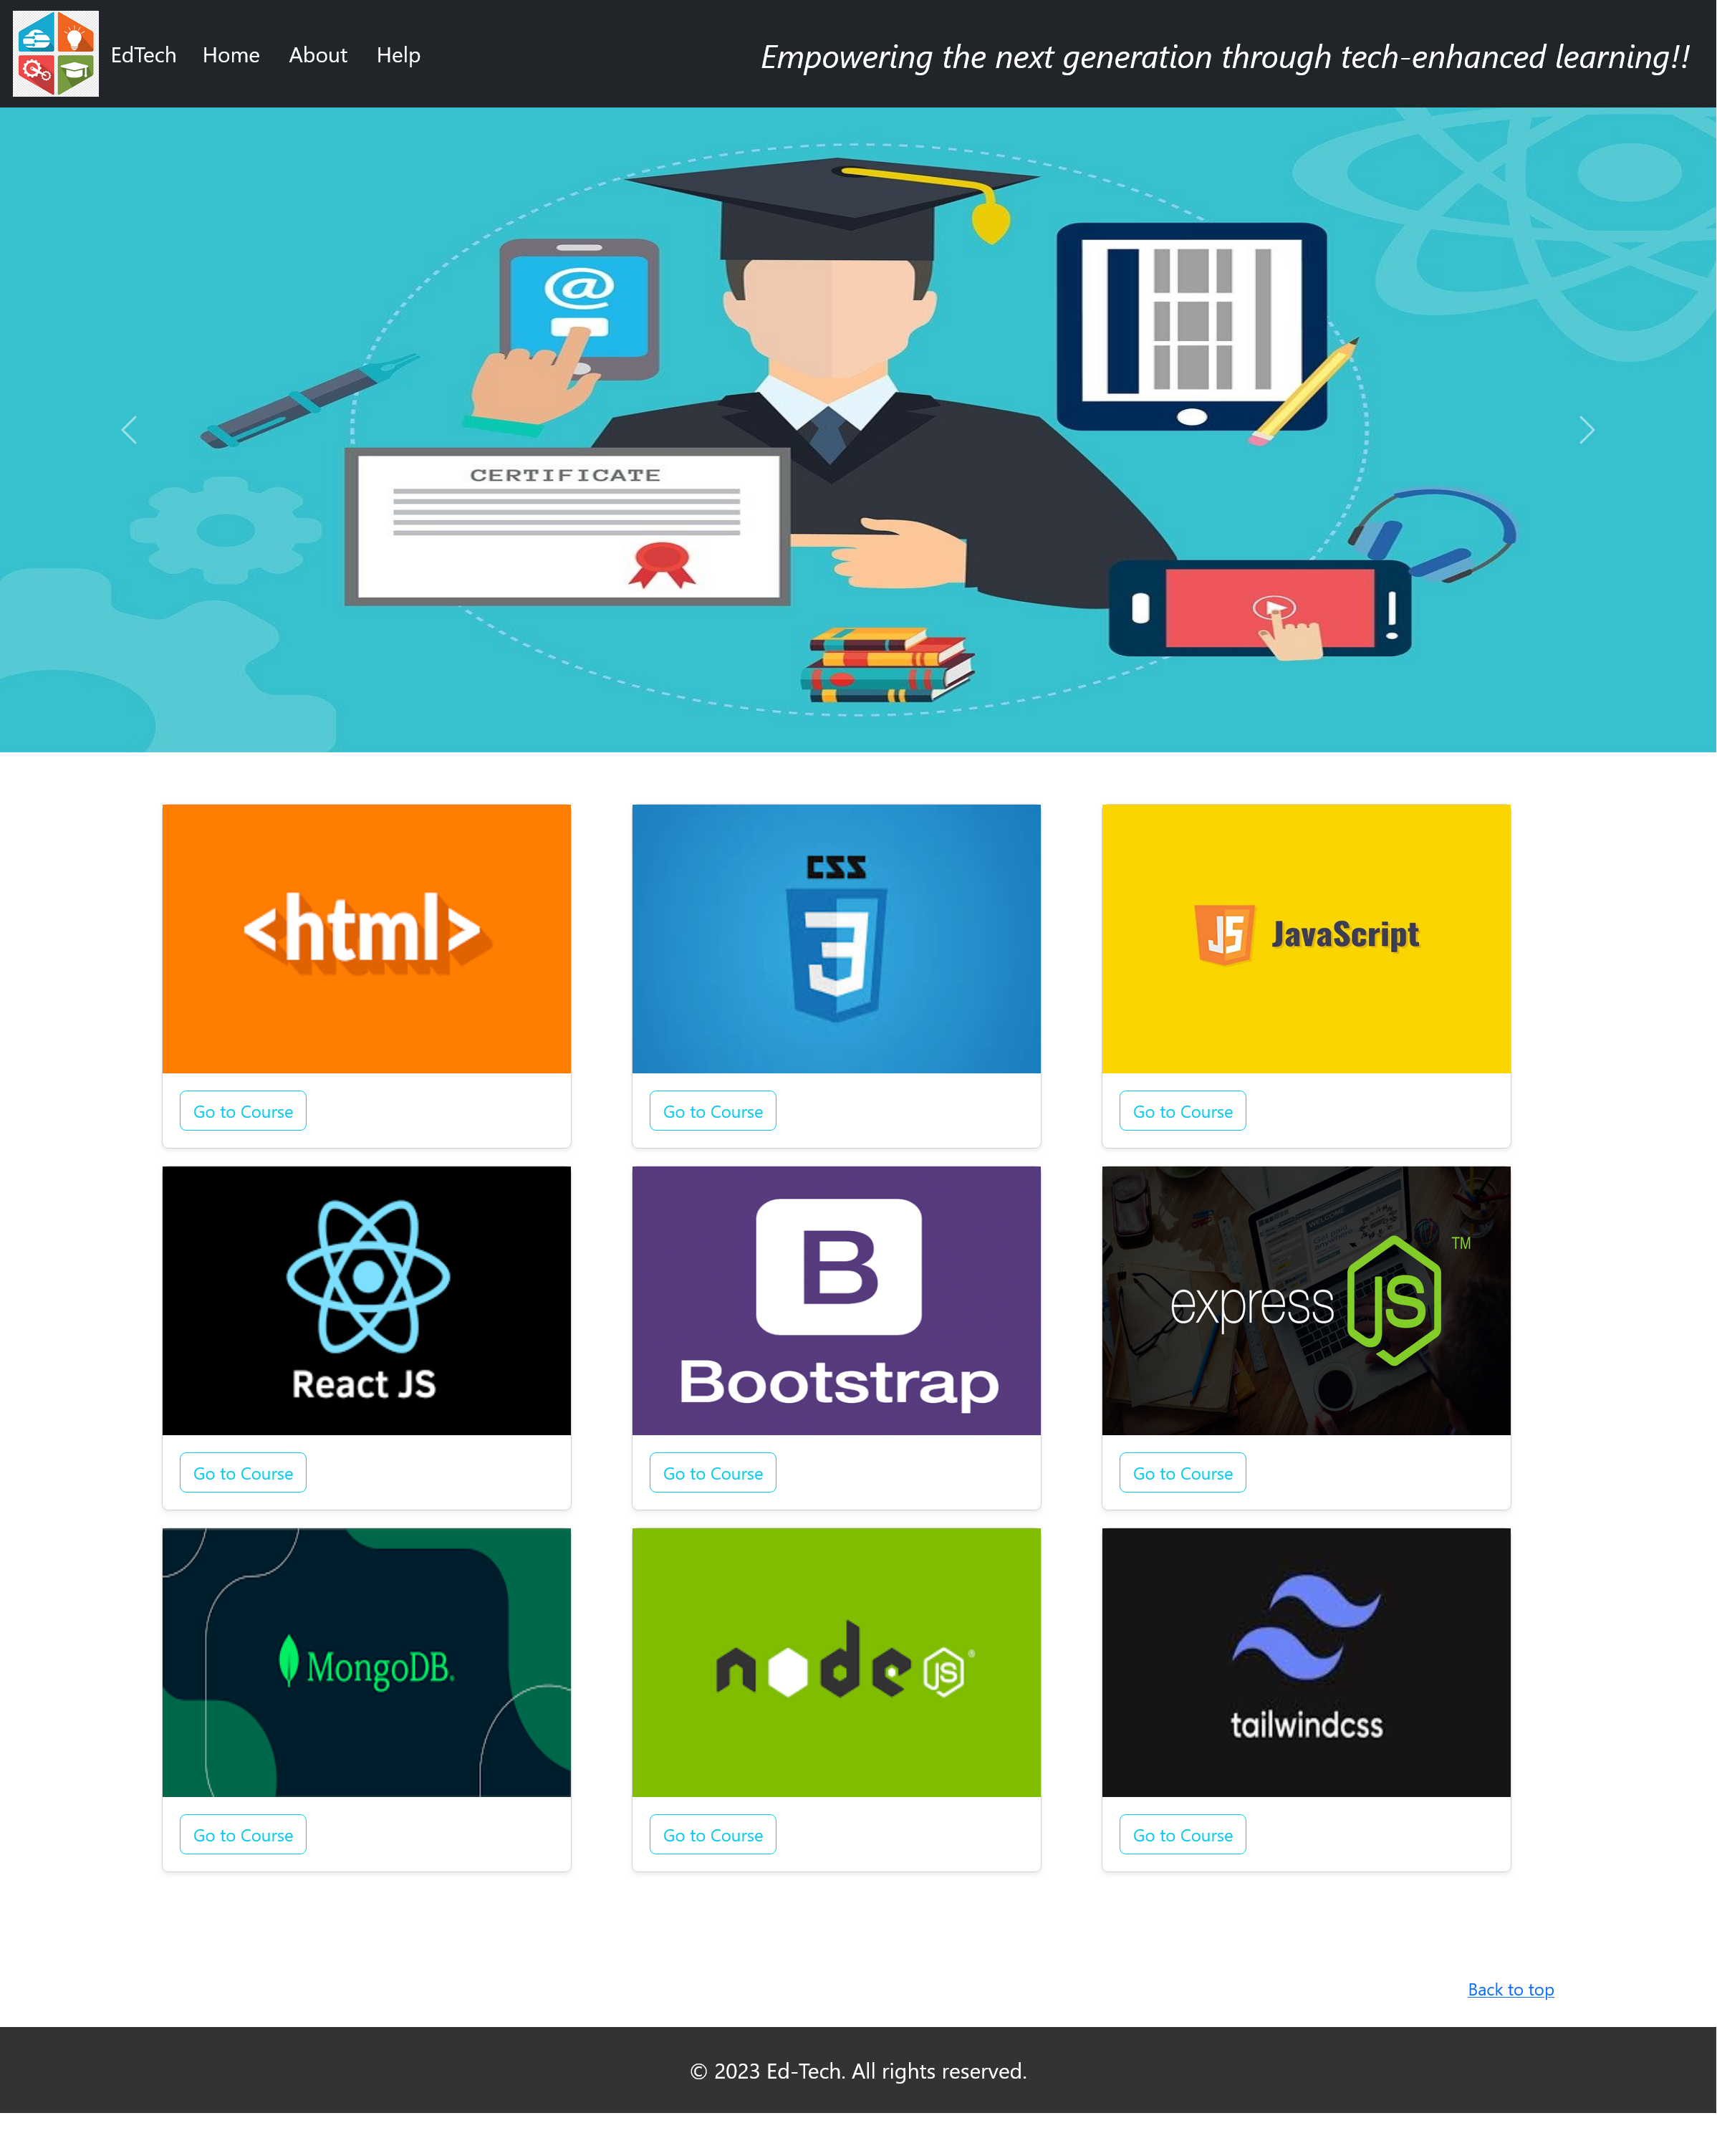 EdTech Home About Help
Empowering the next generation through tech-enhanced learning!!
@
CERTIFICATE
<html>
CSS
3
JS JavaScript
Go to Course
Go to Course
Go to Course
React JS
B
Bootstrap
express JS TM
Go to Course
Go to Course
Go to Course
MongoDB®
node JS ®
tailwindcss
Go to Course
Go to Course
Go to Course
Back to top
© 2023 Ed-Tech. All rights reserved.